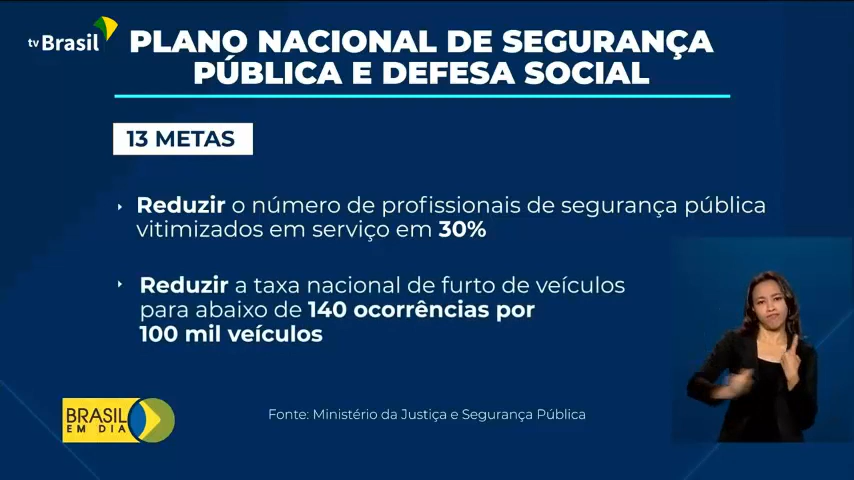 tv Brasil
PLANO NACIONAL DE SEGURANÇA
PÚBLICA E DEFESA SOCIAL
13 METAS
Reduzir o número de profissionais de segurança pública
vitimizados em serviço em 30%
Reduzir a taxa nacional de furto de veículos
para abaixo de 140 ocorrências por
100 mil veículos
BRASIL
EM DIA
Fonte: Ministério da Justiça e Segurança Pública